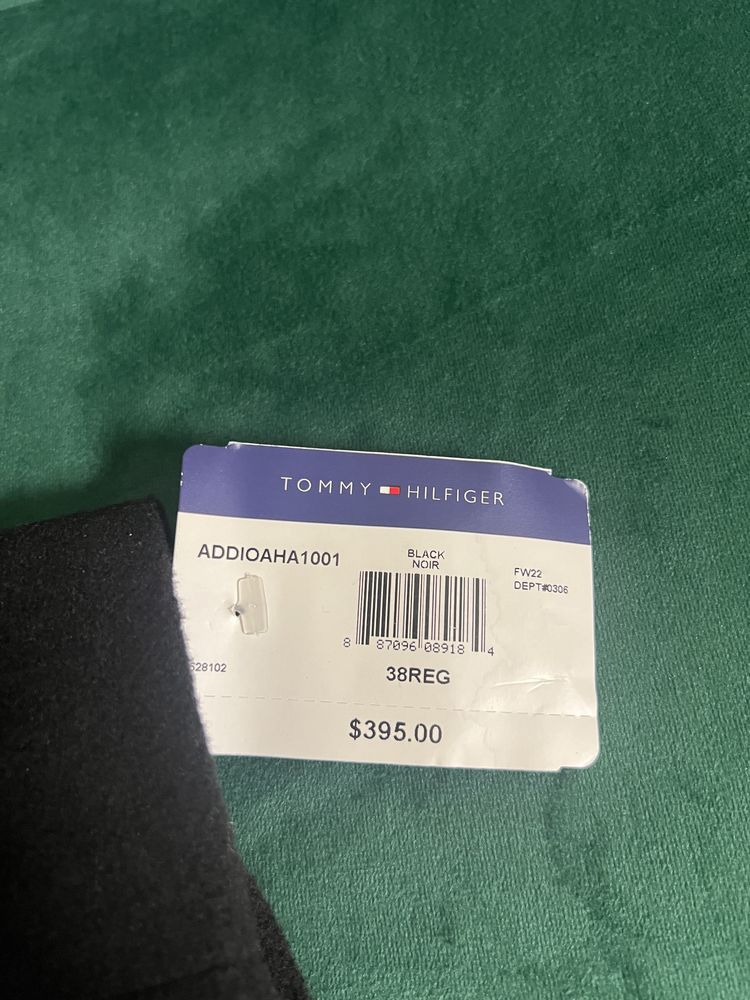 TOMMY HILFIGER
ADDIOAHA1001
BLACK
NOIR
FW22
DEPT#0306
8 87096 08918 4
528102
38REG
$395.00